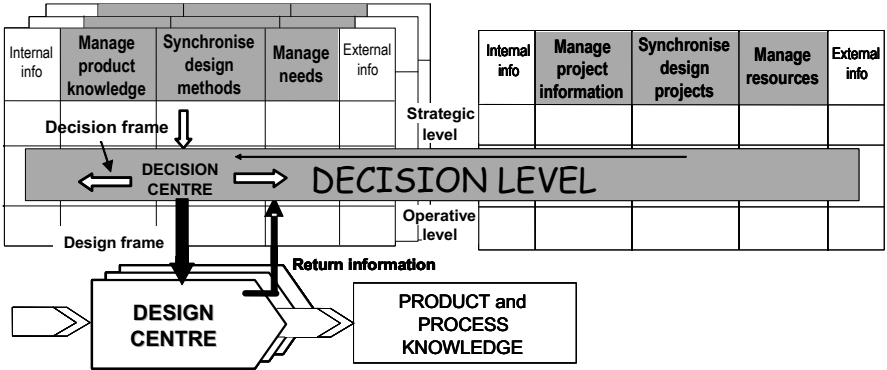 Internal
info
Manage
product
knowledge
Synchronise
design
methods
Manage
needs
External
info
Internal
info
Manage
project
information
Synchronise
design
projects
Manage
resources
External
info
Strategic
level
Decision frame
DECISION
CENTRE
DECISION LEVEL
Operative
level
Design frame
Return information
DESIGN
CENTRE
PRODUCT and
PROCESS
KNOWLEDGE